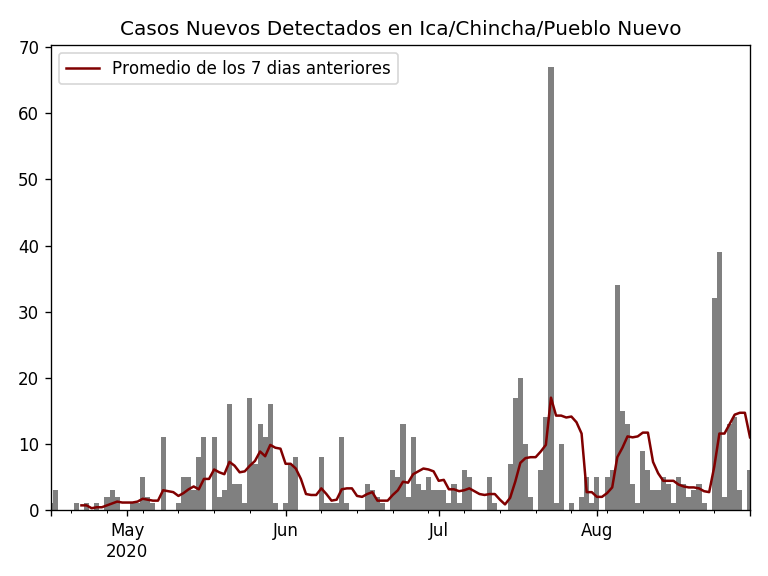 Casos Nuevos Detectados en Ica/Chincha/Pueblo Nuevo
Promedio de los 7 dias anteriores
70
60
50
40
30
20
10
0
May
2020
Jun
Jul
Aug